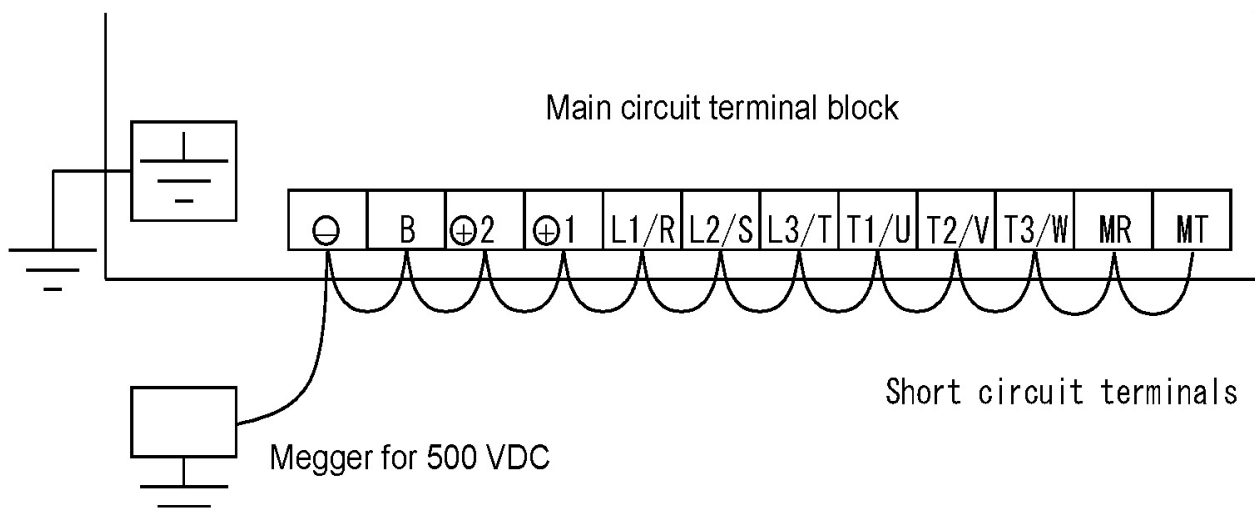 Main circuit terminal block
⊖ B ⊕2 ⊕1 L1/R L2/S L3/T T1/U T2/V T3/W MR MT
Short circuit terminals
Megger for 500 VDC